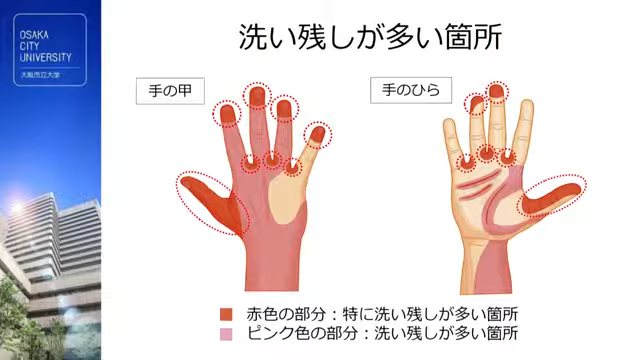 OSAKA
CITY
UNIVERSITY
大阪市立大学
洗い残しが多い箇所
手の甲
手のひら
赤色の部分：特に洗い残しが多い箇所
ピンク色の部分：洗い残しが多い箇所